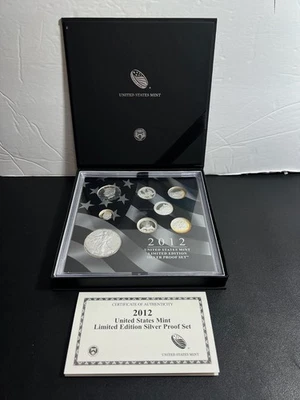 UNITED STATES MINT
2012
UNITED STATES MINT
LIMITED EDITION
SILVER PROOF SET
CERTIFICATE OF AUTHENTICITY
2012
United States Mint
Limited Edition Silver Proof Set